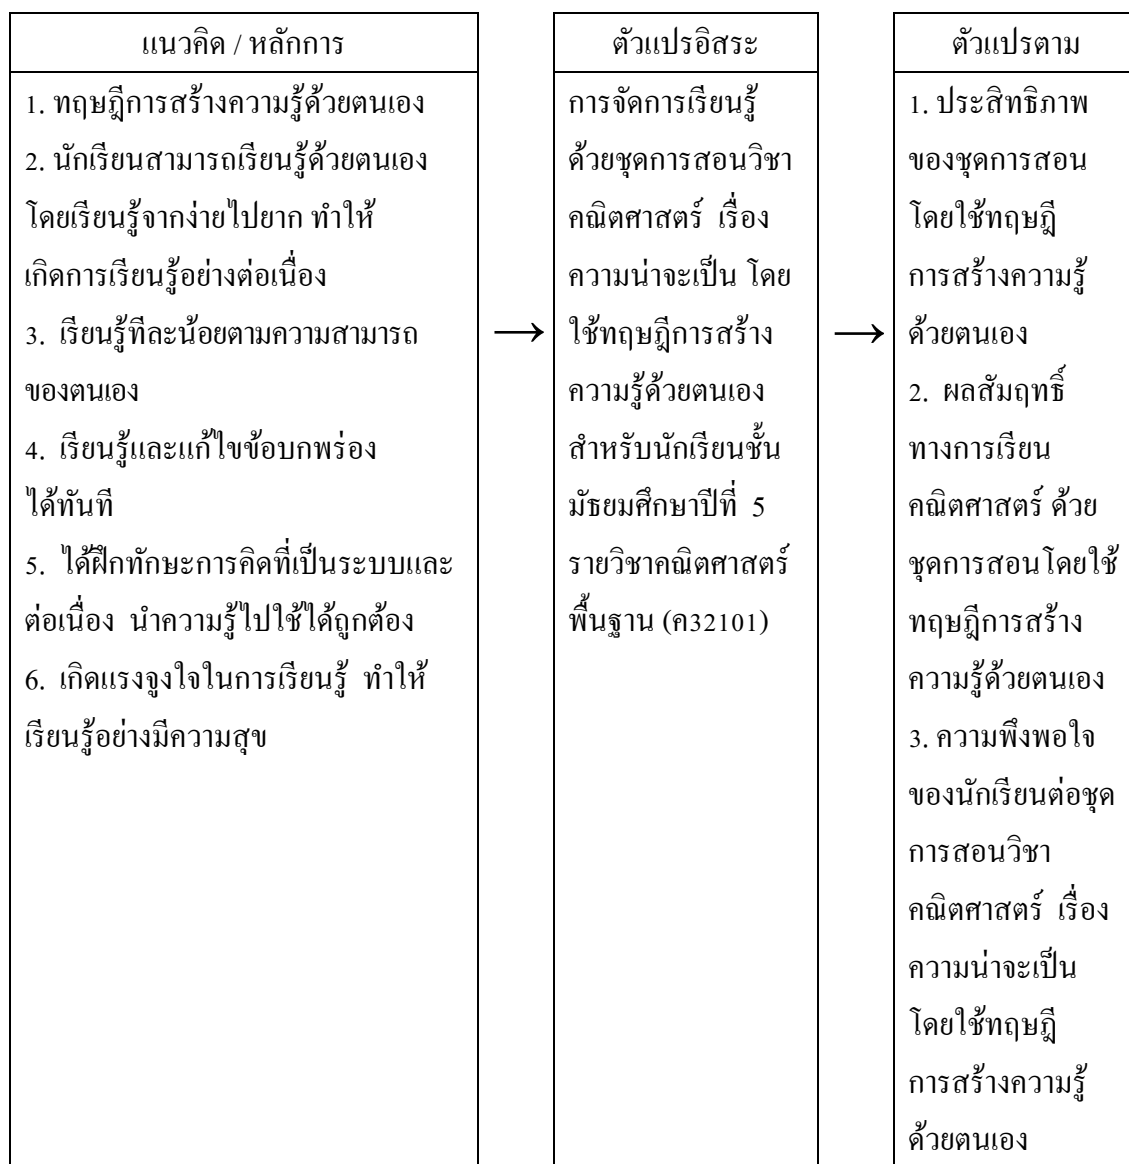 แนวคิด / หลักการ
1. ทฤษฎีการสร้างความรู้ด้วยตนเอง
2. นักเรียนสามารถเรียนรู้ด้วยตนเอง
โดยเรียนรู้จากง่ายไปยาก ทำให้
เกิดการเรียนรู้อย่างต่อเนื่อง
3. เรียนรู้ทีละน้อยตามความสามารถ
ของตนเอง
4. เรียนรู้และแก้ไขข้อบกพร่อง
ได้ทันที
5. ได้ฝึกทักษะการคิดที่เป็นระบบและ
ต่อเนื่อง นำความรู้ไปใช้ได้ถูกต้อง
6. เกิดแรงจูงใจในการเรียนรู้ ทำให้
เรียนรู้อย่างมีความสุข
→
ตัวแปรอิสระ
การจัดการเรียนรู้
ด้วยชุดการสอนวิชา
คณิตศาสตร์ เรื่อง
ความน่าจะเป็น โดย
ใช้ทฤษฎีการสร้าง
ความรู้ด้วยตนเอง
สำหรับนักเรียนชั้น
มัธยมศึกษาปีที่ 5
รายวิชาคณิตศาสตร์
พื้นฐาน (ค32101)
→
ตัวแปรตาม
1. ประสิทธิภาพ
ของชุดการสอน
โดยใช้ทฤษฎี
การสร้างความรู้
ด้วยตนเอง
2. ผลสัมฤทธิ์
ทางการเรียน
คณิตศาสตร์ ด้วย
ชุดการสอนโดยใช้
ทฤษฎีการสร้าง
ความรู้ด้วยตนเอง
3. ความพึงพอใจ
ของนักเรียนต่อชุด
การสอนวิชา
คณิตศาสตร์ เรื่อง
ความน่าจะเป็น
โดยใช้ทฤษฎี
การสร้างความรู้
ด้วยตนเอง